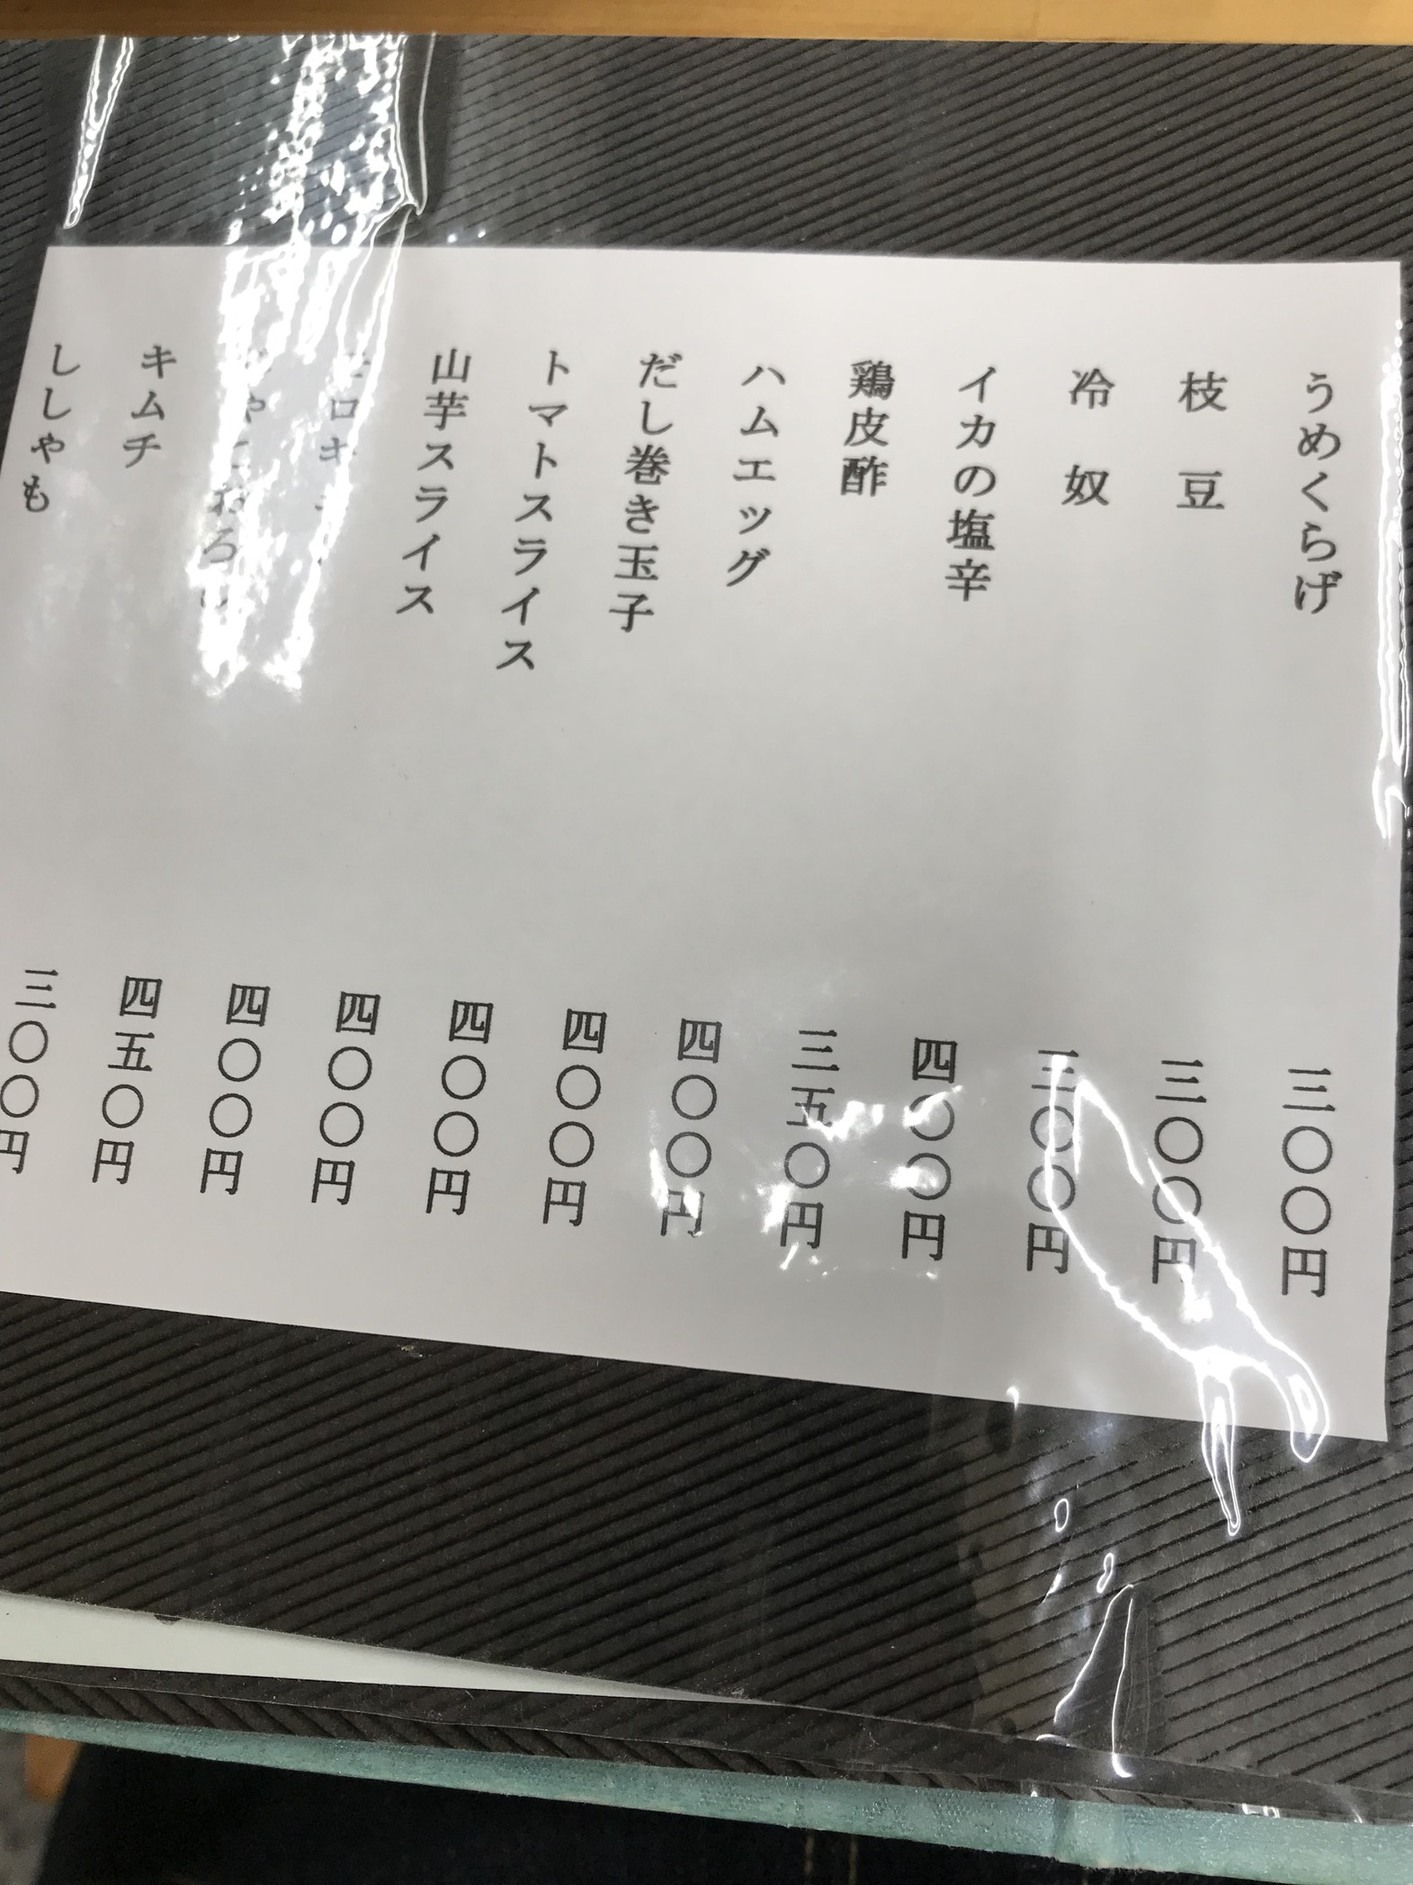 うめくらげ 三〇〇円
枝豆 三〇〇円
冷奴 三〇〇円
イカの塩辛 四〇〇円
鶏皮酢 三五〇円
ハムエッグ 四〇〇円
だし巻き玉子 四〇〇円
トマトスライス 四〇〇円
山芋スライス 四〇〇円
四〇〇円
四五〇円
キムチ 三〇〇円
ししゃも